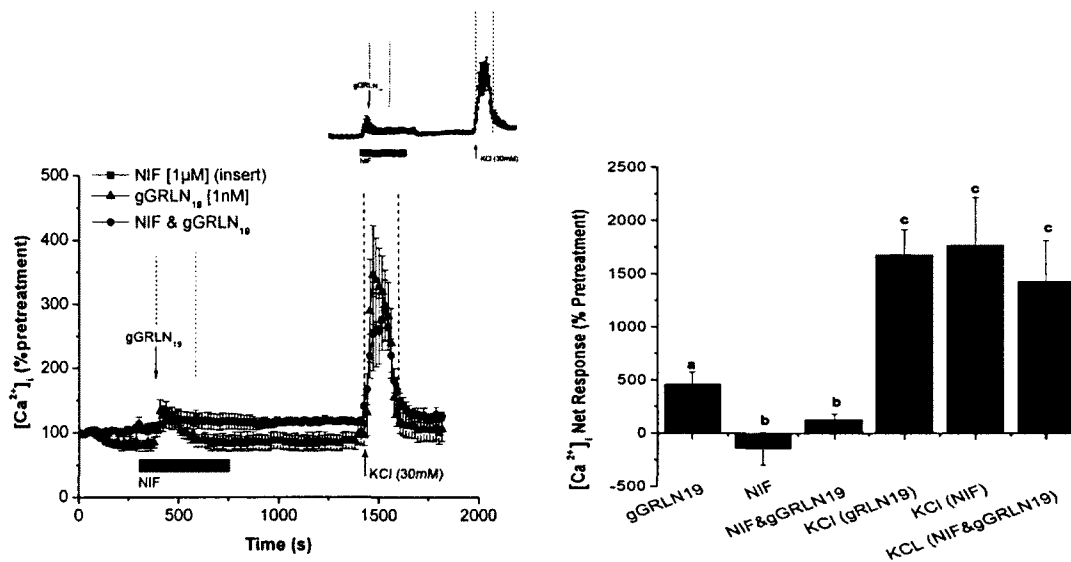 gGRLN
NIF
KCl (30mM)
NIF [1µM] (insert)
gGRLN₁₉ [1nM]
NIF & gGRLN₁₉
[Ca²⁺]ᵢ (%pretreatment)
500
400
300
200
100
0
gGRLN₁₉
NIF
KCl (30mM)
0 500 1000 1500 2000
Time (s)
[Ca²⁺]ᵢ Net Response (% Pretreatment)
2500
2000
1500
1000
500
0
-500
a
b
b
c
c
c
gGRLN19
NIF
NIF&gGRLN19
KCl (gRLN19)
KCl (NIF)
KCL (NIF&gGRLN19)